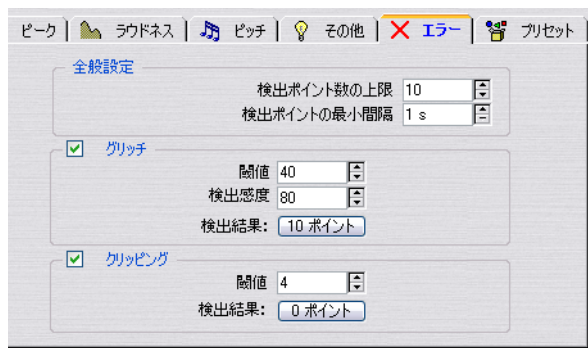 ピーク ラウドネス ピッチ その他 エラー プリセット
全般設定
検出ポイント数の上限 10
検出ポイントの最小間隔 1 s
グリッチ
閾値 40
検出感度 80
検出結果: 10 ポイント
クリッピング
閾値 4
検出結果: 0 ポイント